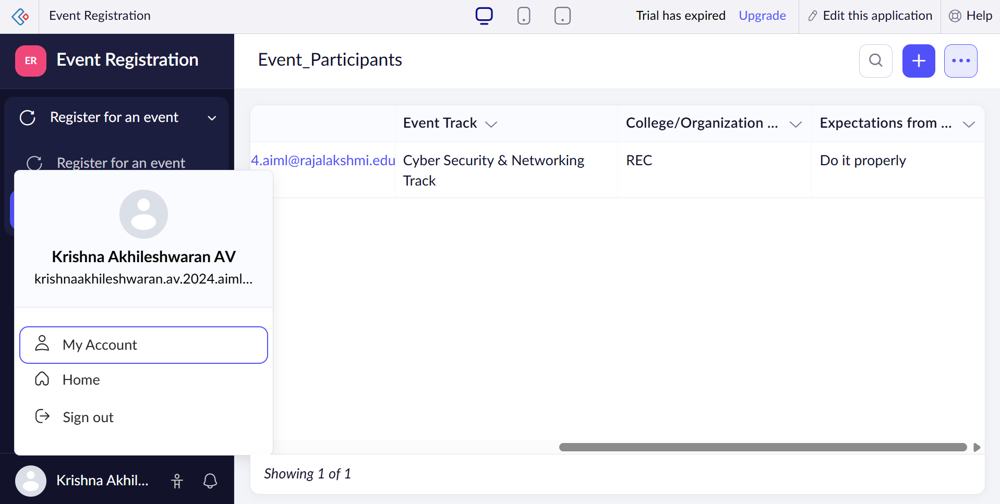 Event Registration
Trial has expired
Upgrade
Edit this application
Help
ER
Event Registration
Register for an event
Register for an event
Krishna Akhileshwaran AV
krishnaakhileshwaran.av.2024.aiml...
My Account
Home
Sign out
Krishna Akhil...
Event_Participants
Event Track
College/Organization ...
Expectations from ...
4.aiml@rajalakshmi.edu
Cyber Security & Networking
Track
REC
Do it properly
Showing 1 of 1